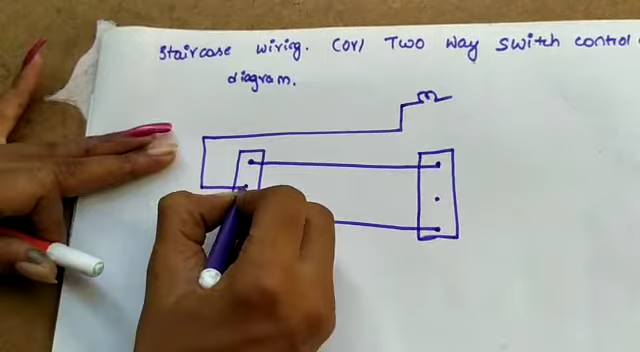 Staircase wiring. (or) Two way switch control
diagram.